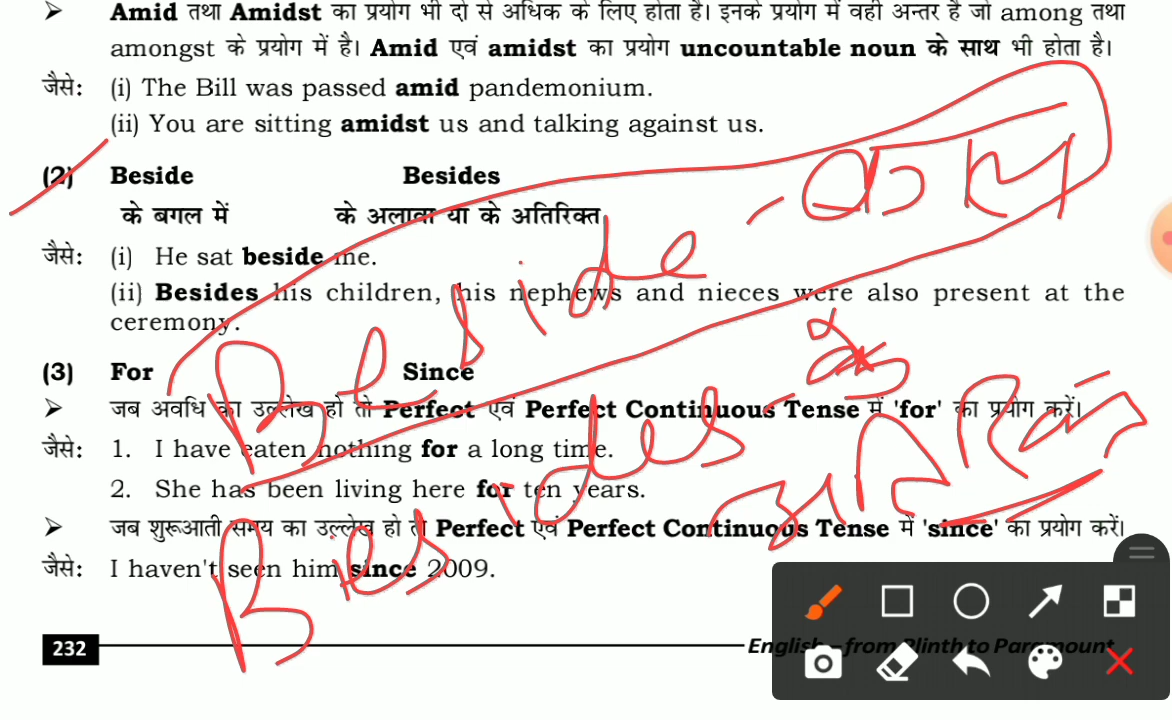 ➢ Amid तथा Amidst का प्रयोग भी दो से अधिक के लिए होता है। इनके प्रयोग में वही अन्तर है जो among तथा
amongst के प्रयोग में है। Amid एवं amidst का प्रयोग uncountable noun के साथ भी होता है।
जैसे: (i) The Bill was passed amid pandemonium.
(ii) You are sitting amidst us and talking against us.
(2) Beside Besides
के बगल में के अलावा या के अतिरिक्त
जैसे: (i) He sat beside me.
(ii) Besides his children, his nephews and nieces were also present at the
ceremony.
Beside -
(3) For Since
➢ जब अवधि का उल्लेख हो तो Perfect एवं Perfect Continuous Tense में 'for' का प्रयोग करें।
जैसे: 1. I have eaten nothing for a long time.
2. She has been living here for ten years.
➢ जब शुरूआती समय का उल्लेख हो तो Perfect एवं Perfect Continuous Tense में 'since' का प्रयोग करें।
जैसे: I haven't seen him since 2009.
232 English – from Plinth to Paramount